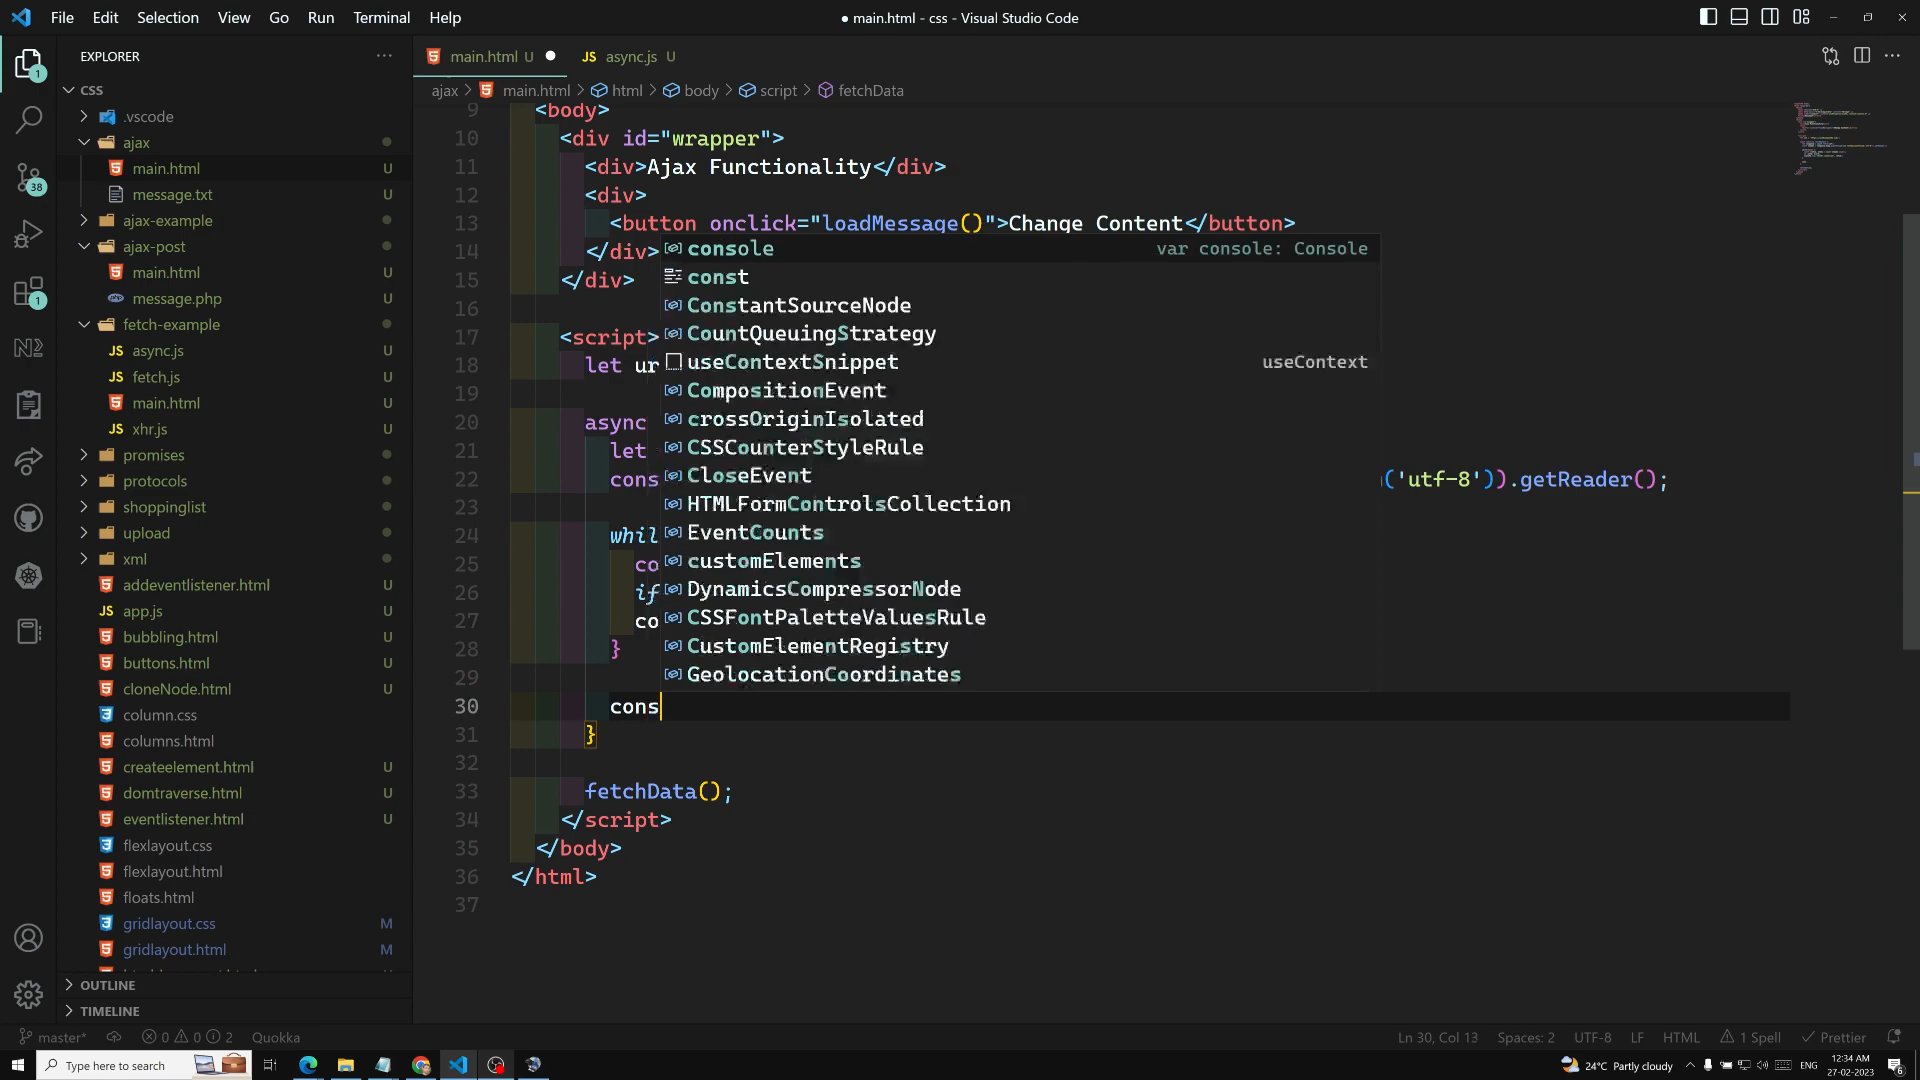 File Edit Selection View Go Run Terminal Help
● main.html - css - Visual Studio Code
EXPLORER
main.html U
JS async.js U
CSS
ajax > main.html > html > body > script > fetchData
.vscode
ajax
main.html U
message.txt U
ajax-example
ajax-post
main.html U
message.php U
fetch-example
JS async.js U
JS fetch.js U
main.html U
JS xhr.js U
promises
protocols
shoppinglist
upload
xml
addeventlistener.html U
JS app.js U
bubbling.html U
buttons.html U
cloneNode.html U
column.css
columns.html
createelement.html U
domtraverse.html U
eventlistener.html U
flexlayout.css
flexlayout.html
floats.html
gridlayout.css M
gridlayout.html M
OUTLINE
TIMELINE
1
38
1
9 <body>
10 <div id="wrapper">
11 <div>Ajax Functionality</div>
12 <div>
13 <button onclick="loadMessage()">Change Content</button>
14 </div>
15 </div>
16
17 <script>
18 let ur
19
20 async
21 let
22 cons ('utf-8')).getReader();
23
24 whil
25 co
26 if
27 co
28 }
29
30 cons
31 }
32
33 fetchData();
34 </script>
35 </body>
36 </html>
37
console var console: Console
const
ConstantSourceNode
CountQueuingStrategy
useContextSnippet useContext
CompositionEvent
crossOriginIsolated
CSSCounterStyleRule
CloseEvent
HTMLFormControlsCollection
EventCounts
customElements
DynamicsCompressorNode
CSSFontPaletteValuesRule
CustomElementRegistry
GeolocationCoordinates
master* 0 0 2 Quokka
Ln 30, Col 13 Spaces: 2 UTF-8 LF HTML 1 Spell Prettier
Type here to search
24°C Partly cloudy ENG 12:34 AM
27-02-2023 6